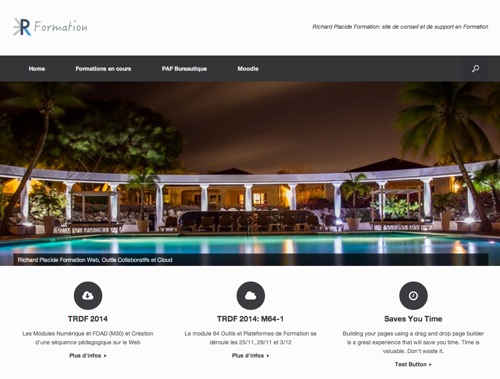 R Formation
Richard Placide Formation: site de conseil et de support en Formation
Home
Formations en cours
PAF Bureautique
Moodle
Richard Placide Formation Web, Outils Collaboratifs et Cloud
TRDF 2014
Les Modules Numérique et FOAD (M30) et Création
d'une séquence pédagogique sur le Web
Plus d'infos
TRDF 2014: M64-1
Le module 64 Outils et Plateformes de Formation se
déroule les 25/11, 29/11 et 3/12
Plus d'infos
Saves You Time
Building your pages using a drag and drop page builder
is a great experience that will save you time. Time is
valuable. Don't waste it.
Test Button